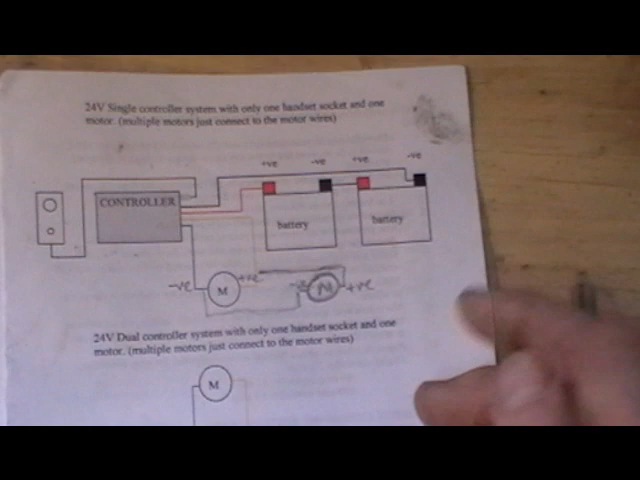 24V Single controller system with only one handset socket and one
motor. (multiple motors just connect to the motor wires)
+ve -ve +ve -ve
CONTROLLER
battery battery
-ve M +ve -ve M +ve
24V Dual controller system with only one handset socket and one
motor. (multiple motors just connect to the motor wires)
M